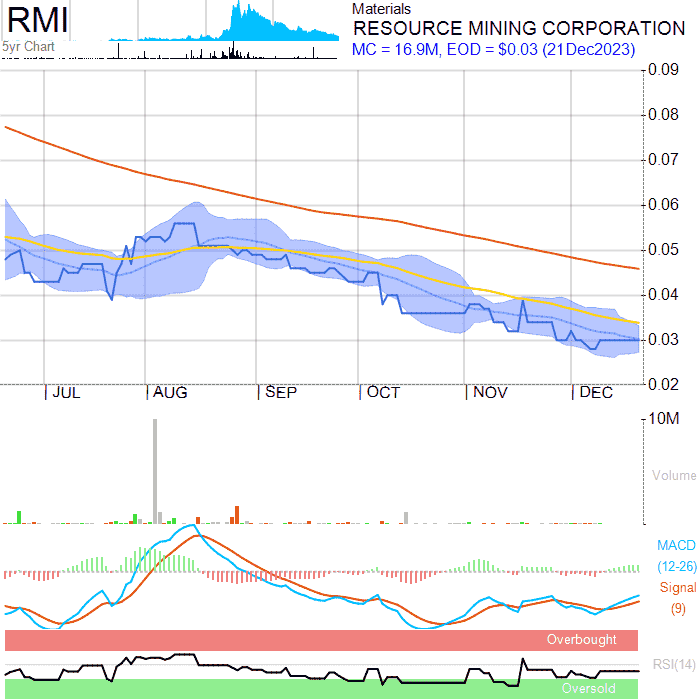 RMI
5yr Chart
Materials
RESOURCE MINING CORPORATION
MC = 16.9M, EOD = $0.03 (21Dec2023)
0.09
0.08
0.07
0.06
0.05
0.04
0.03
0.02
JUL AUG SEP OCT NOV DEC
10M
Volume
MACD
(12-26)
Signal
(9)
Overbought
RSI(14)
Oversold